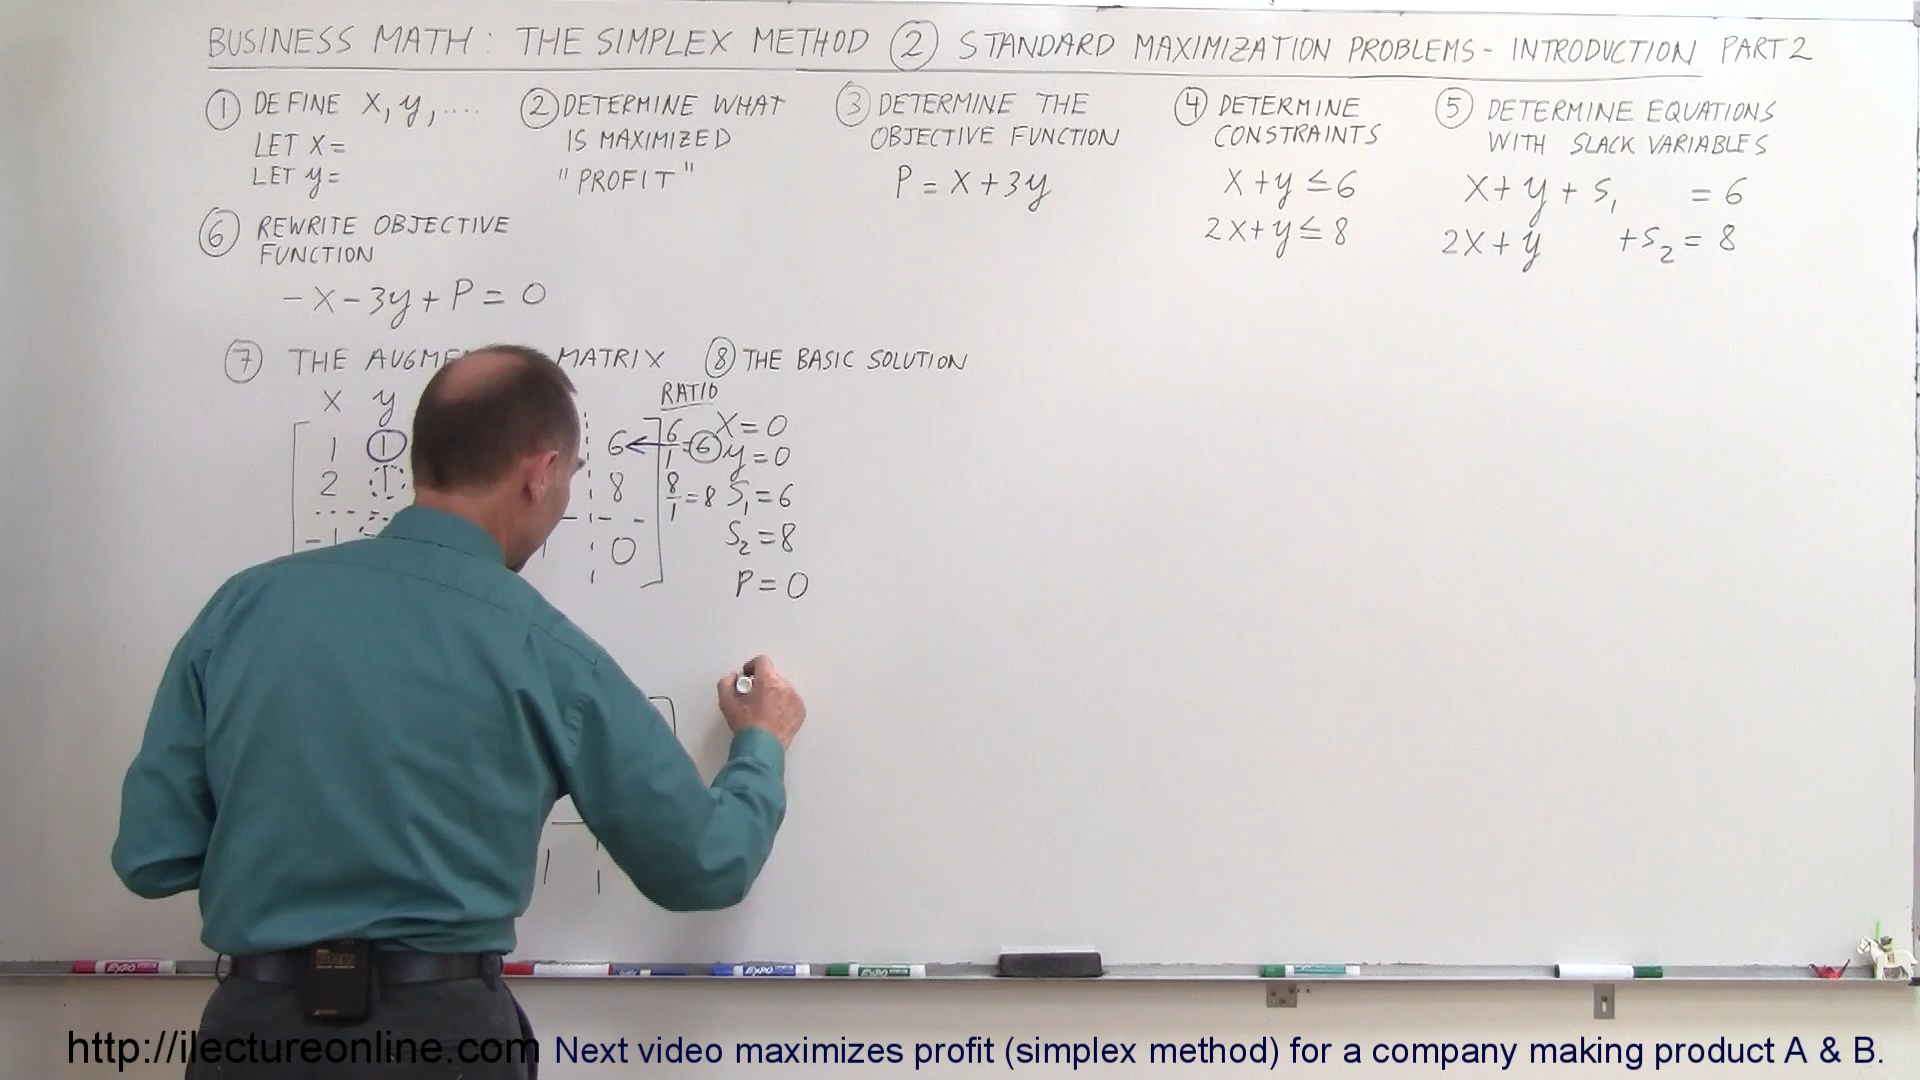 BUSINESS MATH: THE SIMPLEX METHOD ② STANDARD MAXIMIZATION PROBLEMS - INTRODUCTION PART 2
① DEFINE X, y, ....
LET X =
LET y =
② DETERMINE WHAT
IS MAXIMIZED
"PROFIT"
③ DETERMINE THE
OBJECTIVE FUNCTION
P = X + 3y
④ DETERMINE
CONSTRAINTS
X + y ≤ 6
2X + y ≤ 8
⑤ DETERMINE EQUATIONS
WITH SLACK VARIABLES
X + y + S₁ = 6
2X + y + S₂ = 8
⑥ REWRITE OBJECTIVE
FUNCTION
- X - 3y + P = 0
⑦ THE MATRIX
X y
1 1 6
2 1 8
-1 0
RATIO
6/1 = 6
8/1 = 8
⑧ THE BASIC SOLUTION
X = 0
y = 0
S₁ = 6
S₂ = 8
P = 0
1
EXPO
EXPO
EXPO
http://ilectureonline.com Next video maximizes profit (simplex method) for a company making product A & B.